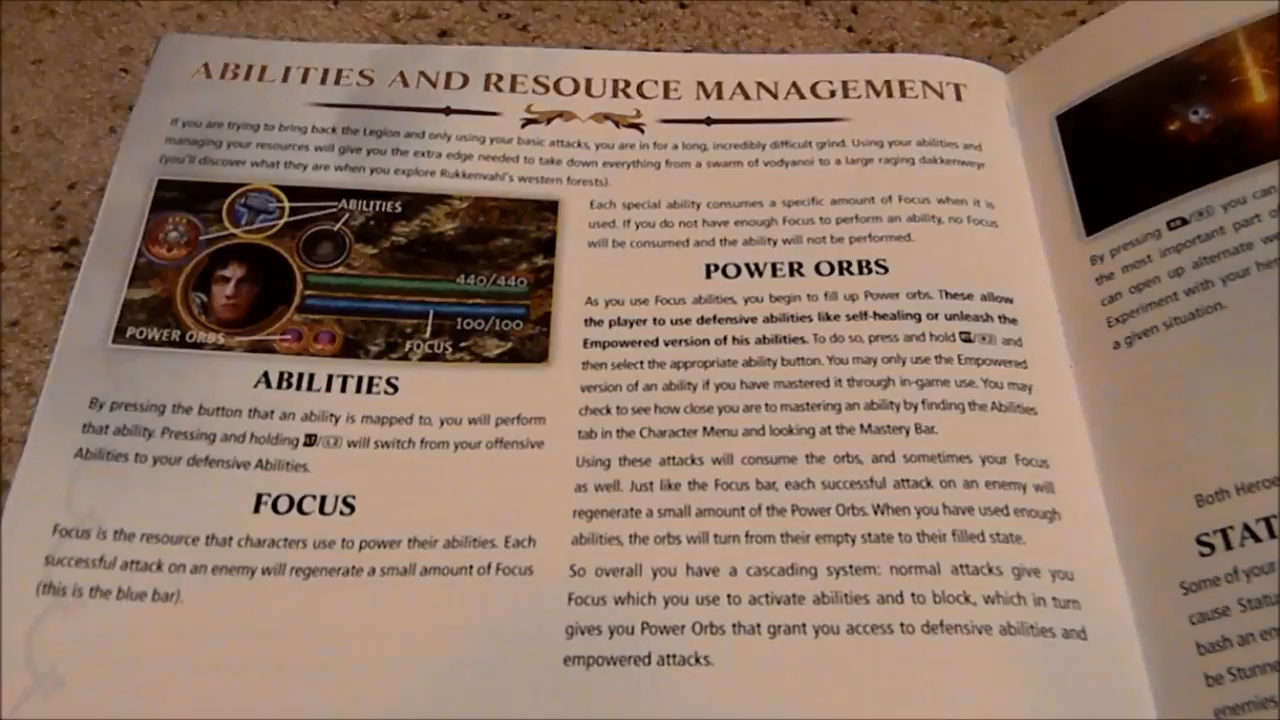 ABILITIES AND RESOURCE MANAGEMENT
If you are trying to bring back the Legion and only using your basic attacks, you are in for a long, incredibly difficult grind. Using your abilities and
managing your resources will give you the extra edge needed to take down everything from a swarm of vodyanoi to a large raging dakkenweyr
(you'll discover what they are when you explore Rukkenvahl's western forests).
ABILITIES
440/440
100/100
POWER ORBS
FOCUS
ABILITIES
By pressing the button that an ability is mapped to, you will perform
that ability. Pressing and holding / will switch from your offensive
Abilities to your defensive Abilities.
FOCUS
Focus is the resource that characters use to power their abilities. Each
successful attack on an enemy will regenerate a small amount of Focus
(this is the blue bar).
Each special ability consumes a specific amount of Focus when it is
used. If you do not have enough Focus to perform an ability, no Focus
will be consumed and the ability will not be performed.
POWER ORBS
As you use Focus abilities, you begin to fill up Power orbs. These allow
the player to use defensive abilities like self-healing or unleash the
Empowered version of his abilities. To do so, press and hold / and
then select the appropriate ability button. You may only use the Empowered
version of an ability if you have mastered it through in-game use. You may
check to see how close you are to mastering an ability by finding the Abilities
tab in the Character Menu and looking at the Mastery Bar.
Using these attacks will consume the orbs, and sometimes your Focus
as well. Just like the Focus bar, each successful attack on an enemy will
regenerate a small amount of the Power Orbs. When you have used enough
abilities, the orbs will turn from their empty state to their filled state.
So overall you have a cascading system: normal attacks give you
Focus which you use to activate abilities and to block, which in turn
gives you Power Orbs that grant you access to defensive abilities and
empowered attacks.
By pressing / you can
the most important part o
can open up alternate
Experiment with your her
a given situation.
Both Heroe
STAT
Some of your
cause Statu
bash an en
be Stunne
enemies